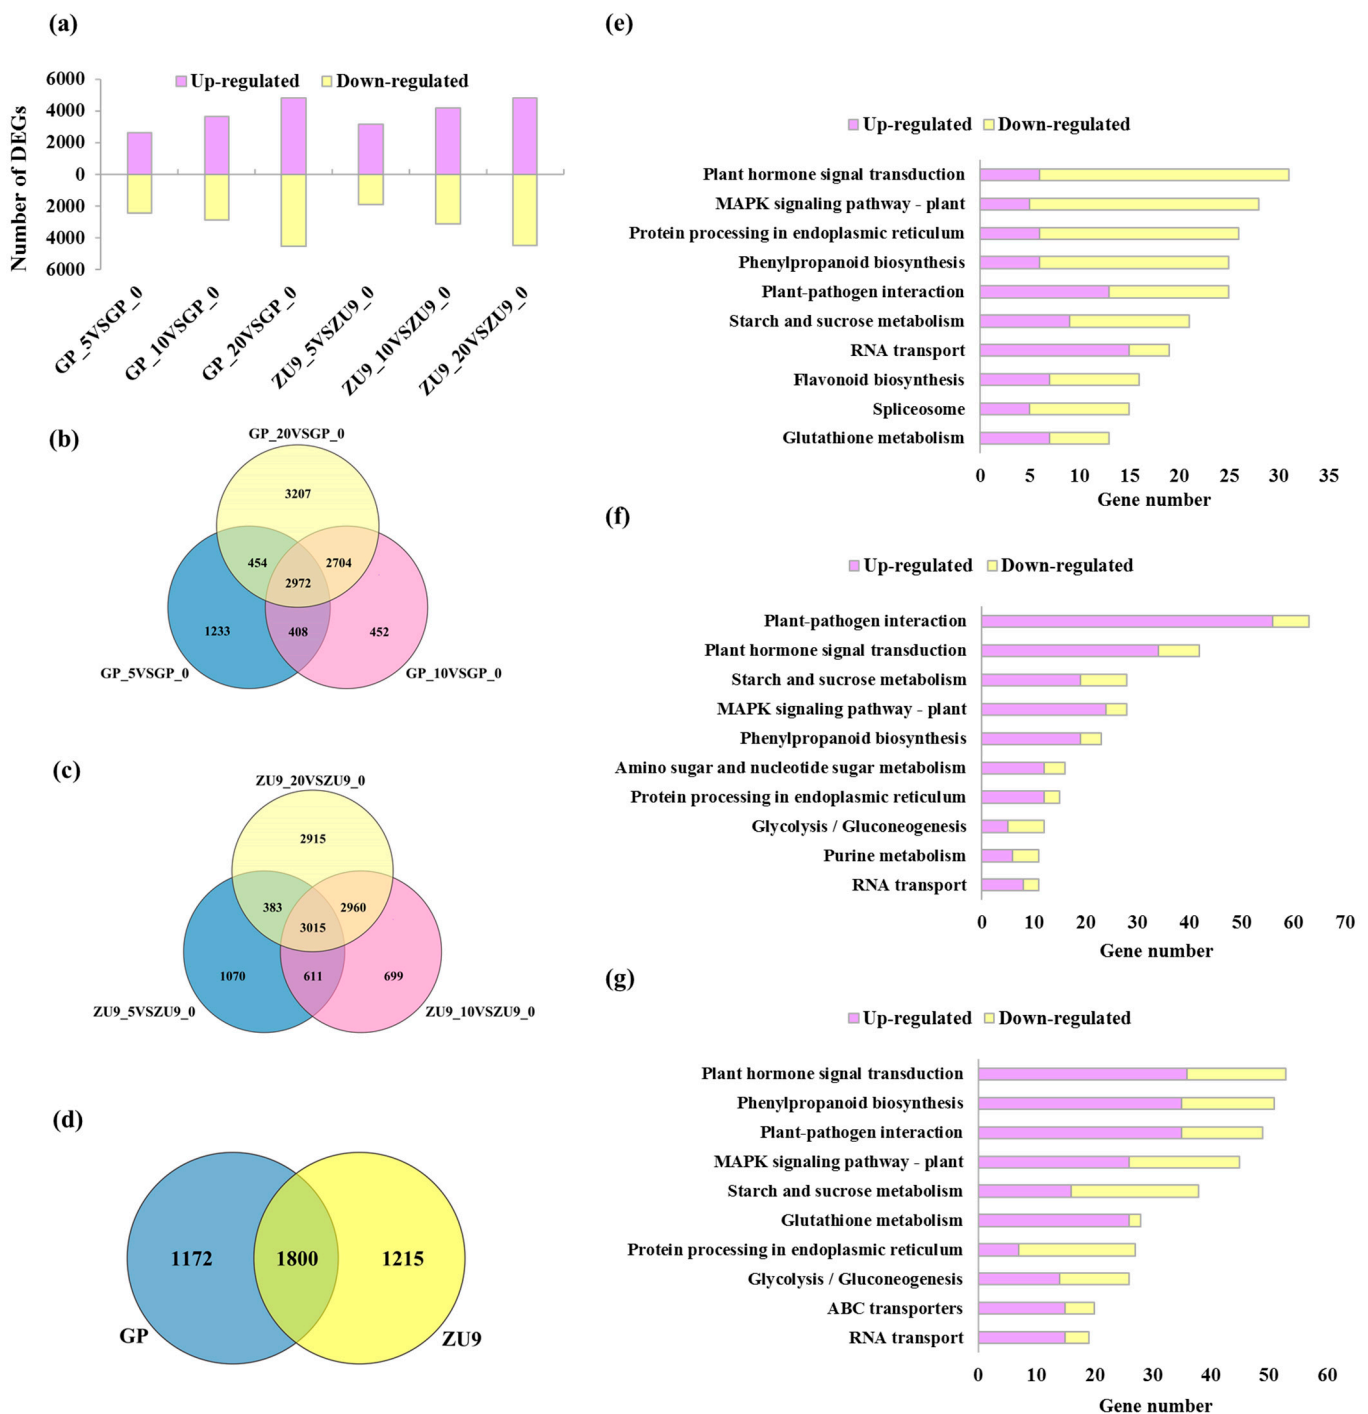 (a)
6000
4000
2000
0
2000
4000
6000
Number of DEGs
Up-regulated
Down-regulated
GP_5VSGP_0
GP_10VSGP_0
GP_20VSGP_0
ZU9_5VSZU9_0
ZU9_10VSZU9_0
ZU9_20VSZU9_0
(b)
GP_20VSGP_0
3207
454
2704
2972
1233
408
452
GP_5VSGP_0
GP_10VSGP_0
(c)
ZU9_20VSZU9_0
2915
383
2960
3015
1070
611
699
ZU9_5VSZU9_0
ZU9_10VSZU9_0
(d)
1172
1800
1215
GP
ZU9
(e)
Up-regulated
Down-regulated
Plant hormone signal transduction
MAPK signaling pathway - plant
Protein processing in endoplasmic reticulum
Phenylpropanoid biosynthesis
Plant-pathogen interaction
Starch and sucrose metabolism
RNA transport
Flavonoid biosynthesis
Spliceosome
Glutathione metabolism
0 5 10 15 20 25 30 35
Gene number
(f)
Up-regulated
Down-regulated
Plant-pathogen interaction
Plant hormone signal transduction
Starch and sucrose metabolism
MAPK signaling pathway - plant
Phenylpropanoid biosynthesis
Amino sugar and nucleotide sugar metabolism
Protein processing in endoplasmic reticulum
Glycolysis / Gluconeogenesis
Purine metabolism
RNA transport
0 10 20 30 40 50 60 70
Gene number
(g)
Up-regulated
Down-regulated
Plant hormone signal transduction
Phenylpropanoid biosynthesis
Plant-pathogen interaction
MAPK signaling pathway - plant
Starch and sucrose metabolism
Glutathione metabolism
Protein processing in endoplasmic reticulum
Glycolysis / Gluconeogenesis
ABC transporters
RNA transport
0 10 20 30 40 50 60
Gene number